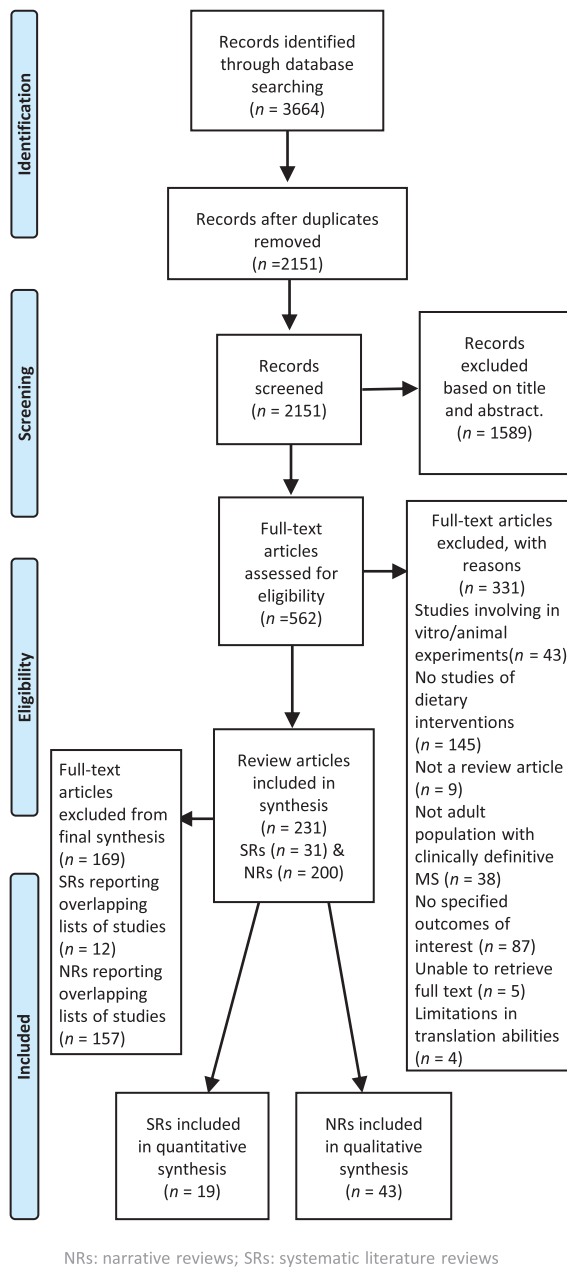 Identification
Records identified
through database
searching
(n = 3664)
Records after duplicates
removed
(n =2151)
Screening
Records
screened
(n = 2151)
Records
excluded
based on title
and abstract.
(n = 1589)
Eligibility
Full-text
articles
assessed for
eligibility
(n =562)
Full-text articles
excluded, with
reasons
(n = 331)
Studies involving in
vitro/animal
experiments(n = 43)
No studies of
dietary
interventions
(n = 145)
Not a review article
(n = 9)
Not adult
population with
clinically definitive
MS (n = 38)
No specified
outcomes of
interest (n = 87)
Unable to retrieve
full text (n = 5)
Limitations in
translation abilities
(n = 4)
Review articles
included in
synthesis
(n = 231)
SRs (n = 31) &
NRs (n = 200)
Full-text
articles
excluded from
final synthesis
(n = 169)
SRs reporting
overlapping
lists of studies
(n = 12)
NRs reporting
overlapping
lists of studies
(n = 157)
Included
SRs included
in quantitative
synthesis
(n = 19)
NRs included
in qualitative
synthesis
(n = 43)
NRs: narrative reviews; SRs: systematic literature reviews